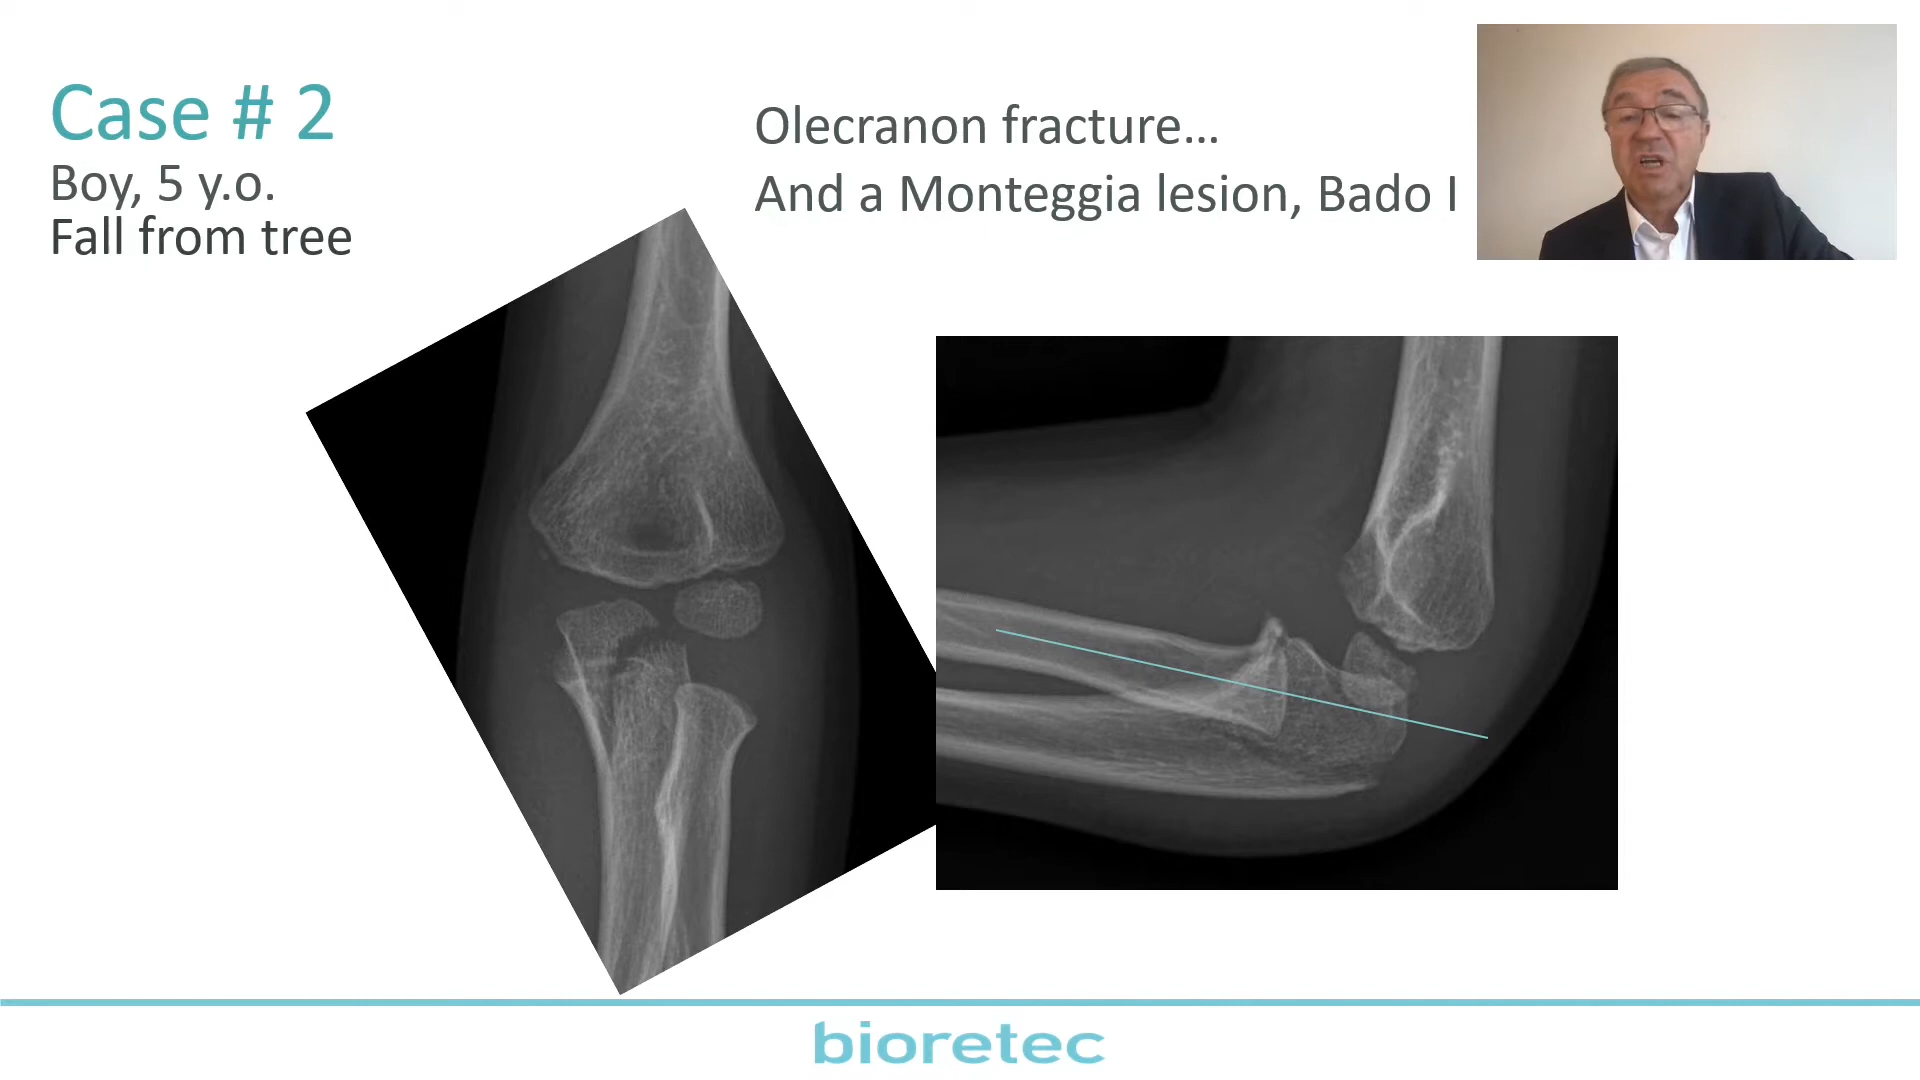 Case # 2
Boy, 5 y.o.
Fall from tree
Olecranon fracture...
And a Monteggia lesion, Bado I
bioretec